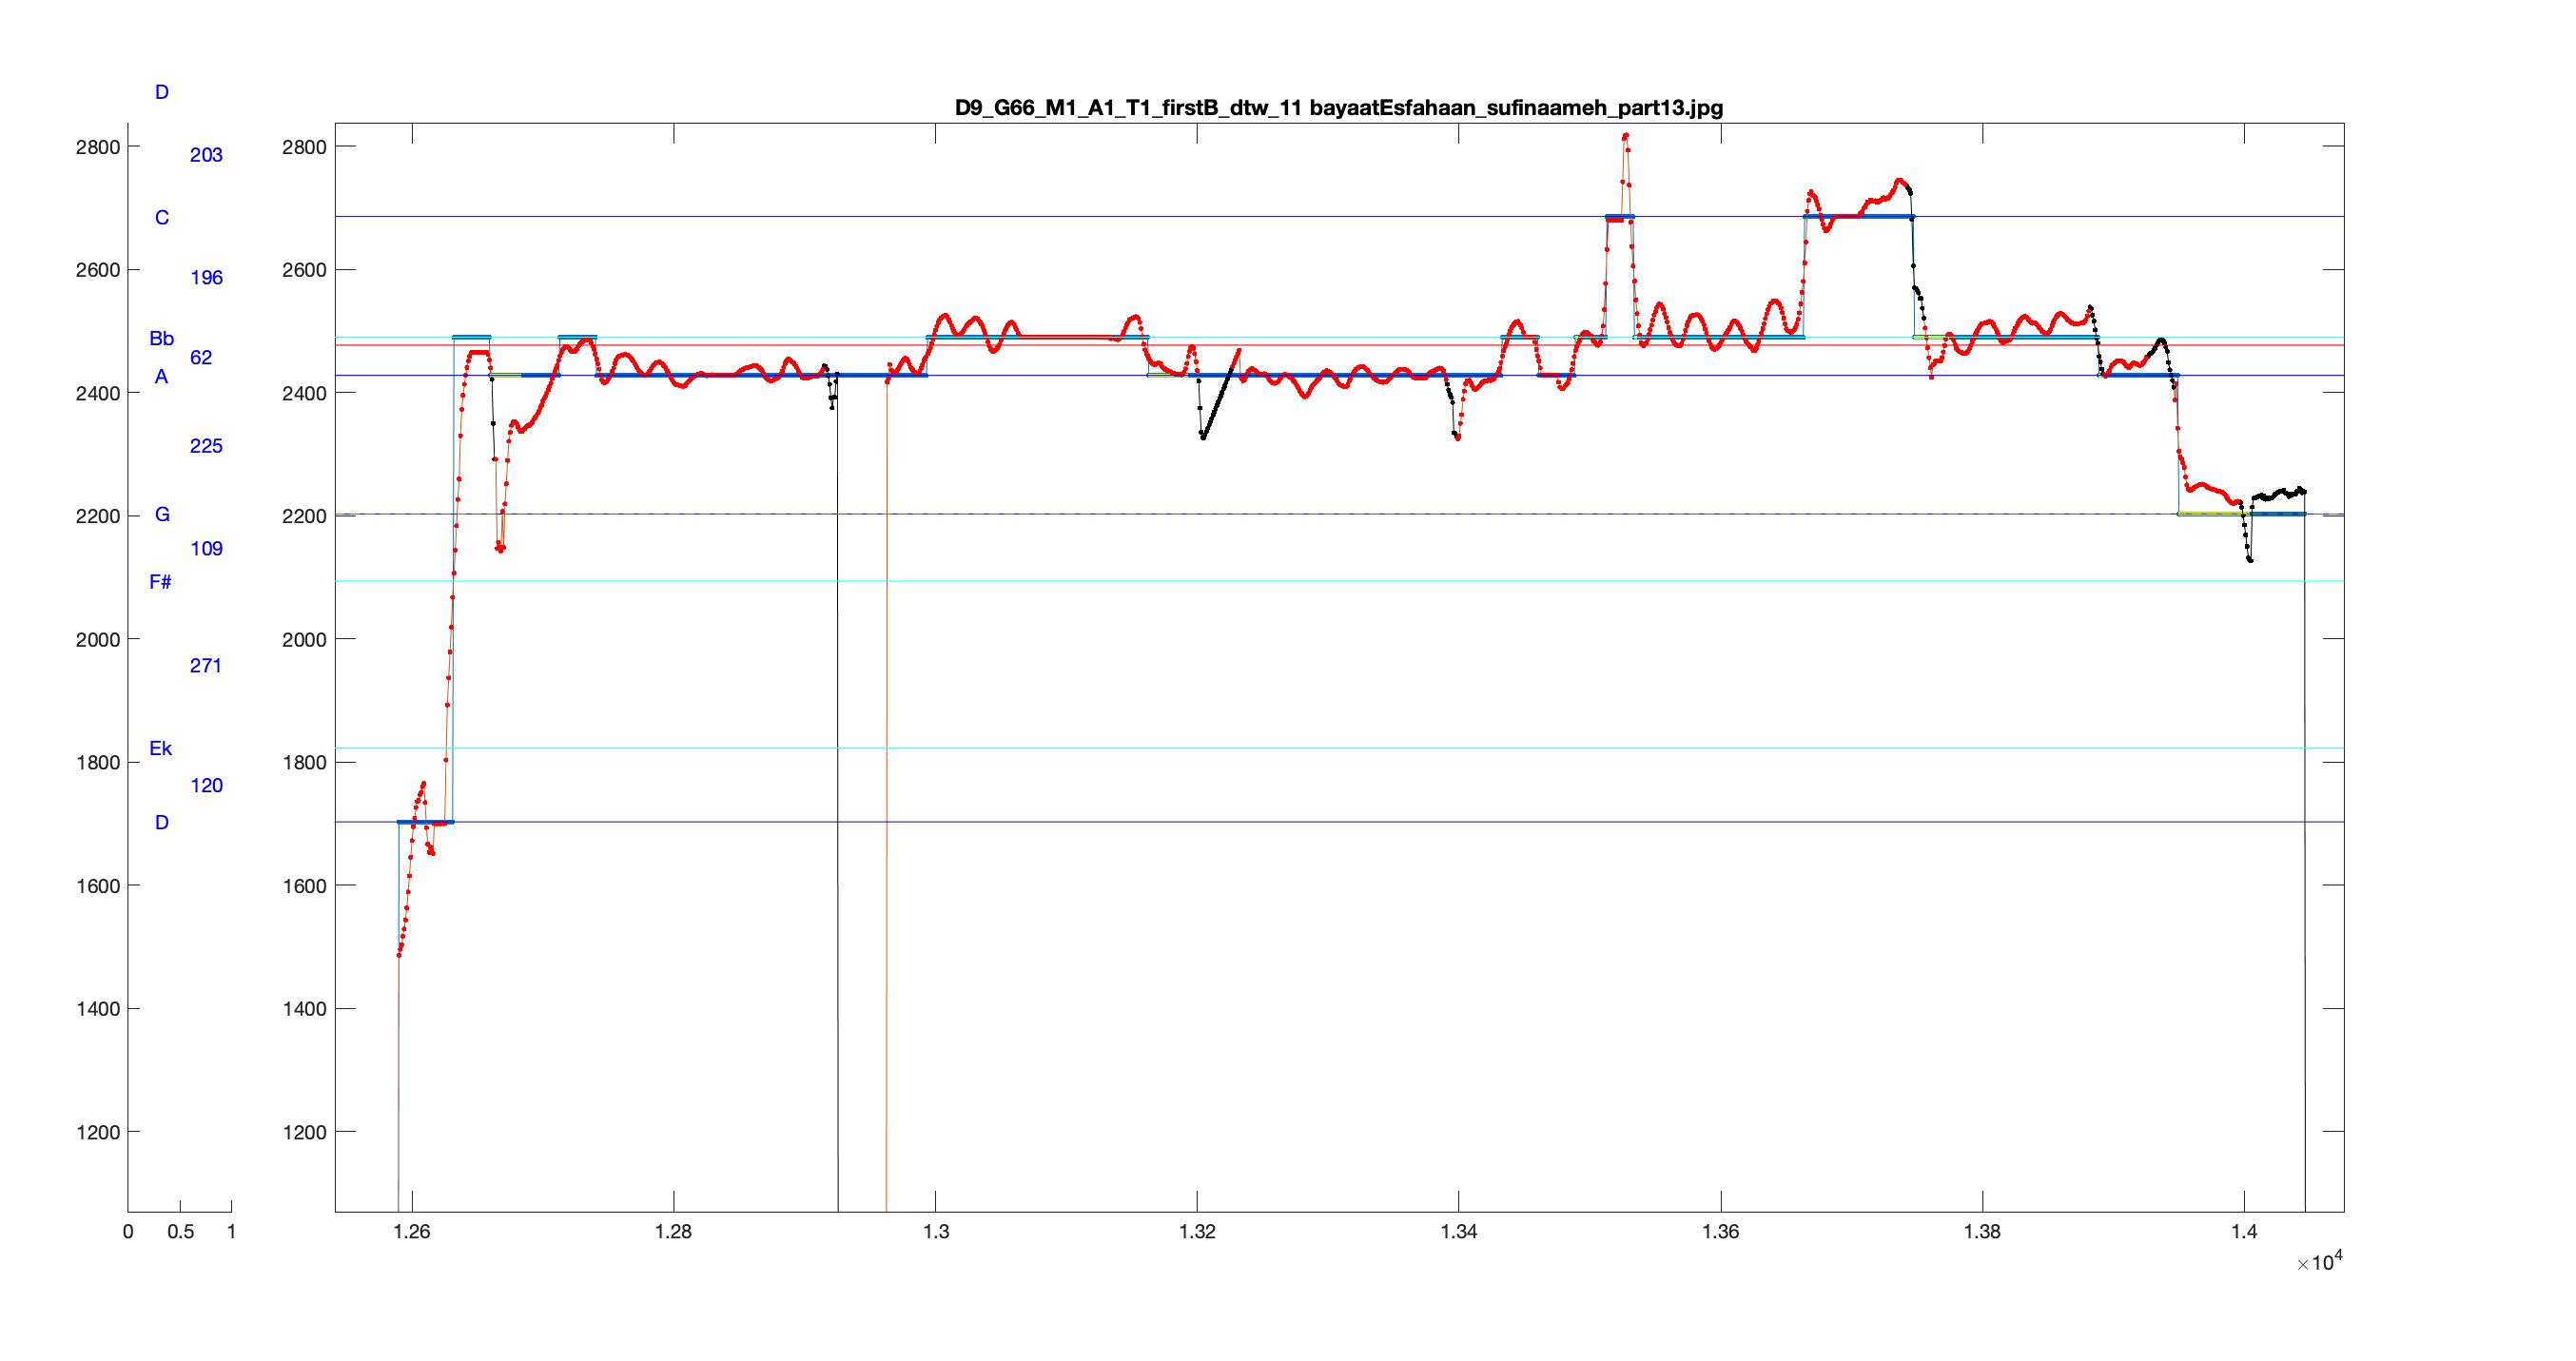 D9_G66_M1_A1_T1_firstB_dtw_11 bayaatEsfahaan_sufinaameh_part13.jpg
D
203
C
196
Bb
62
A
225
G
109
F#
271
Ek
120
D
2800
2600
2400
2200
2000
1800
1600
1400
1200
0 0.5 1
2800
2600
2400
2200
2000
1800
1600
1400
1200
1.26 1.28 1.3 1.32 1.34 1.36 1.38 1.4
×10⁴